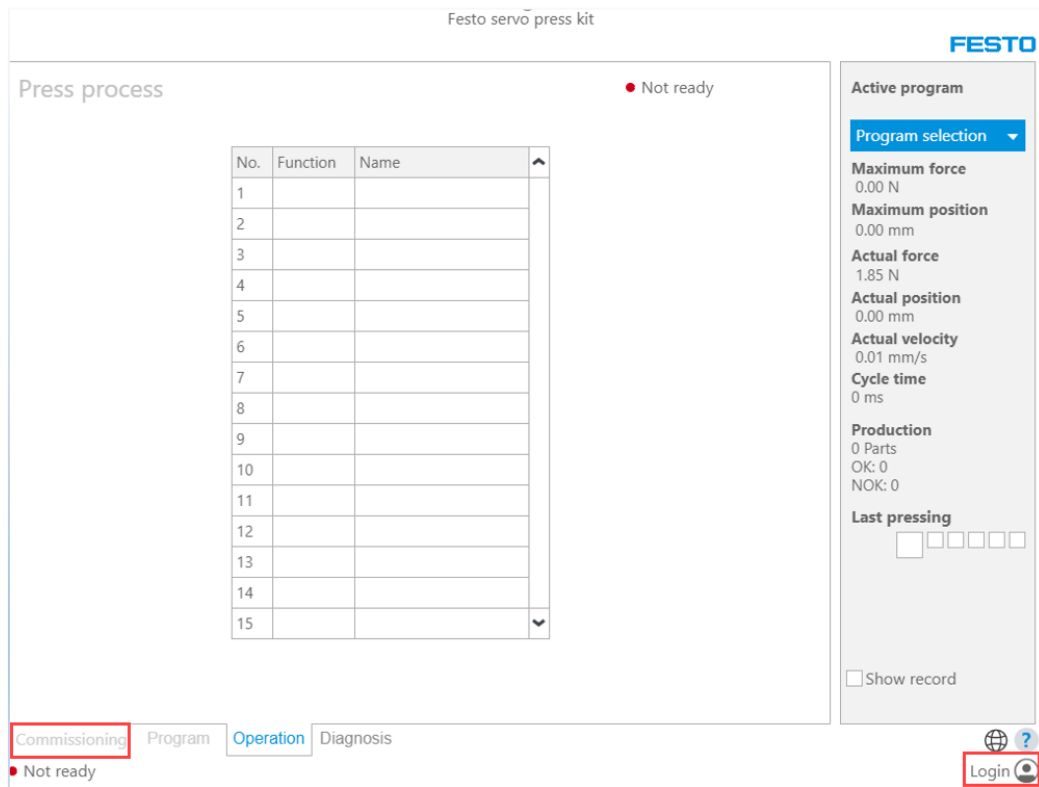 Festo servo press kit
FESTO
Press process
Not ready
No. Function Name
1
2
3
4
5
6
7
8
9
10
11
12
13
14
15
Active program
Program selection
Maximum force
0.00 N
Maximum position
0.00 mm
Actual force
1.85 N
Actual position
0.00 mm
Actual velocity
0.01 mm/s
Cycle time
0 ms
Production
0 Parts
OK: 0
NOK: 0
Last pressing
Show record
Commissioning Program Operation Diagnosis
?
Not ready
Login